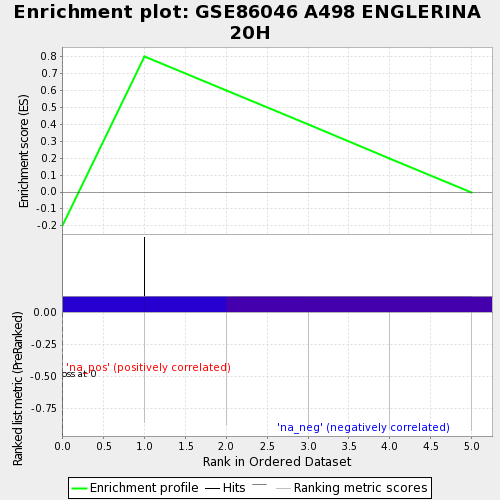 Enrichment plot: GSE86046 A498 ENGLERINA
20H
Enrichment score (ES)
0.8
0.7
0.6
0.5
0.4
0.3
0.2
0.1
0.0
-0.1
-0.2
Ranked list metric (PreRanked)
0.00
-0.25
-0.50
-0.75
'na_pos' (positively correlated)
oss at 0
'na_neg' (negatively correlated)
0.0 0.5 1.0 1.5 2.0 2.5 3.0 3.5 4.0 4.5 5.0
Rank in Ordered Dataset
Enrichment profile Hits Ranking metric scores